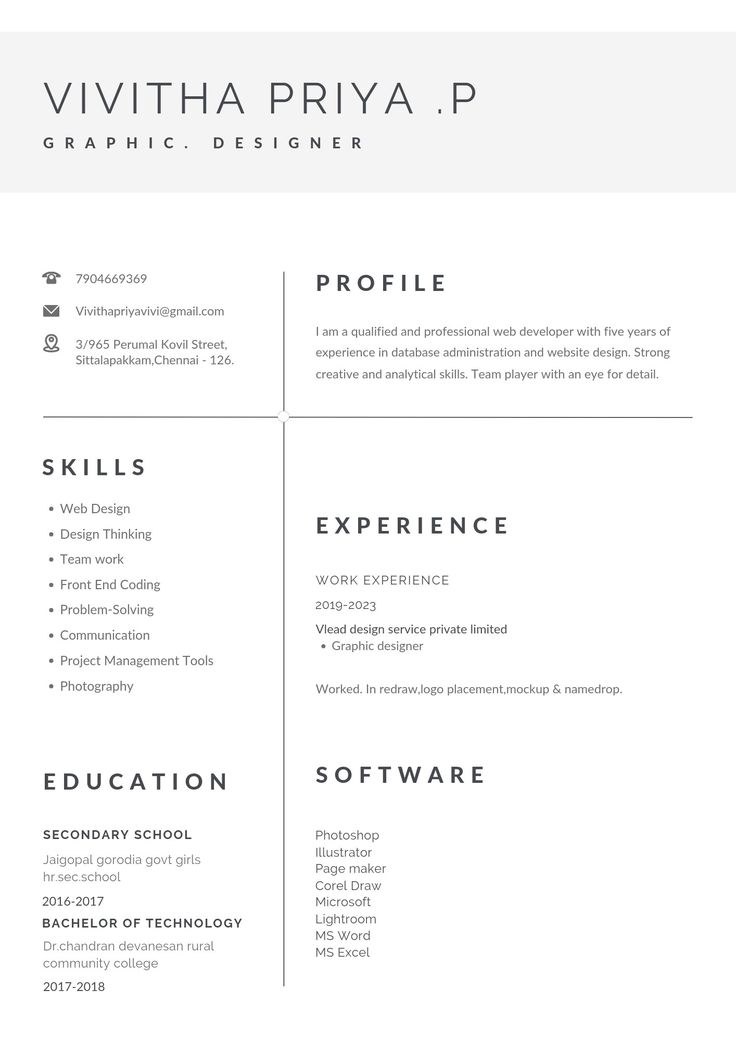 VIVITHA PRIYA .P
GRAPHIC. DESIGNER
7904669369
Vivithapriyavivi@gmail.com
3/965 Perumal Kovil Street,
Sittalapakkam,Chennai - 126.
PROFILE
I am a qualified and professional web developer with five years of
experience in database administration and website design. Strong
creative and analytical skills. Team player with an eye for detail.
SKILLS
• Web Design
• Design Thinking
• Team work
• Front End Coding
• Problem-Solving
• Communication
• Project Management Tools
• Photography
EXPERIENCE
WORK EXPERIENCE
2019-2023
Vlead design service private limited
• Graphic designer
Worked. In redraw,logo placement,mockup & namedrop.
EDUCATION
SECONDARY SCHOOL
Jaigopal gorodia govt girls
hr.sec.school
2016-2017
BACHELOR OF TECHNOLOGY
Dr.chandran devanesan rural
community college
2017-2018
SOFTWARE
Photoshop
Illustrator
Page maker
Corel Draw
Microsoft
Lightroom
MS Word
MS Excel